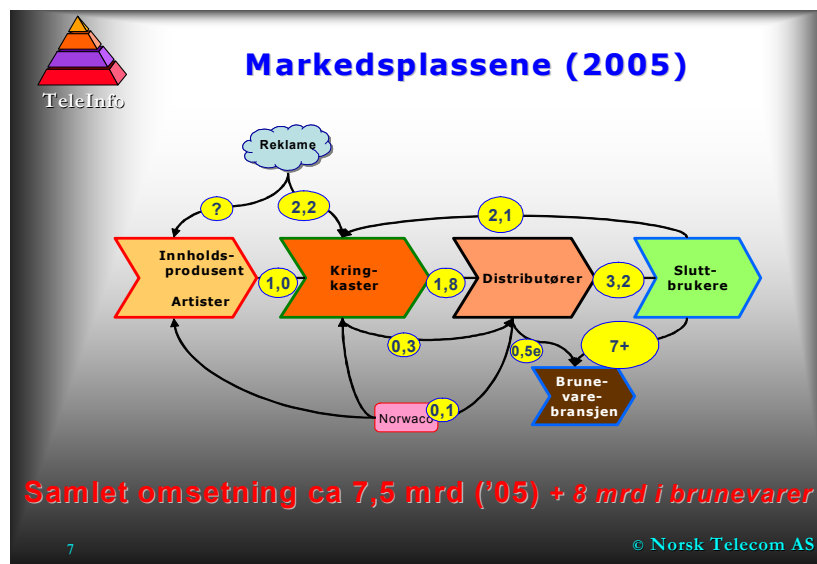 TeleInfo
Markedsplassene (2005)
Reklame
?
2,2
2,1
Innholds-
produsent
Artister
1,0
Kring-
kaster
1,8
Distributører
3,2
Slutt-
brukere
0,3
0,5e
7+
Brune-
vare-
bransjen
Norwaco
0,1
Samlet omsetning ca 7,5 mrd (’05) + 8 mrd i brunevarer
7
© Norsk Telecom AS